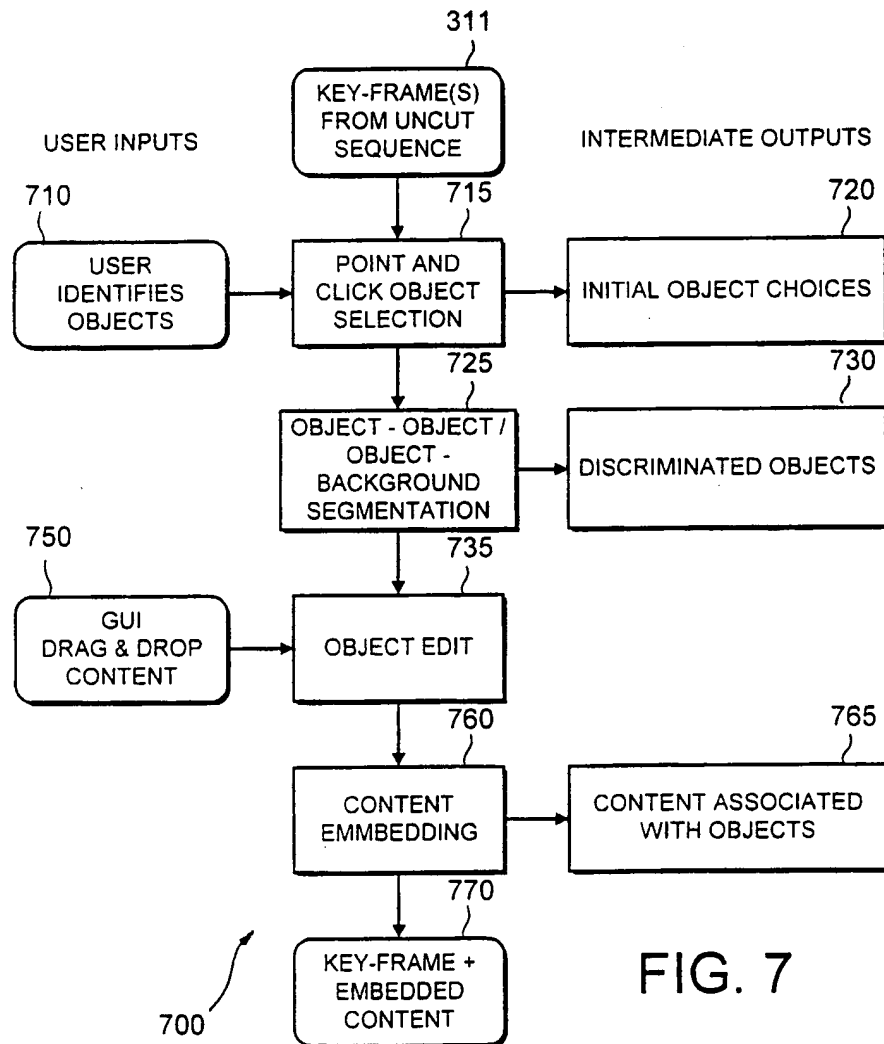 311
KEY-FRAME(S)
FROM UNCUT
SEQUENCE
USER INPUTS
INTERMEDIATE OUTPUTS
710
715
720
USER
IDENTIFIES
OBJECTS
POINT AND
CLICK OBJECT
SELECTION
INITIAL OBJECT CHOICES
725
730
OBJECT - OBJECT /
OBJECT -
BACKGROUND
SEGMENTATION
DISCRIMINATED OBJECTS
750
735
GUI
DRAG & DROP
CONTENT
OBJECT EDIT
760
765
CONTENT
EMMBEDDING
CONTENT ASSOCIATED
WITH OBJECTS
770
KEY-FRAME +
EMBEDDED
CONTENT
700
FIG. 7